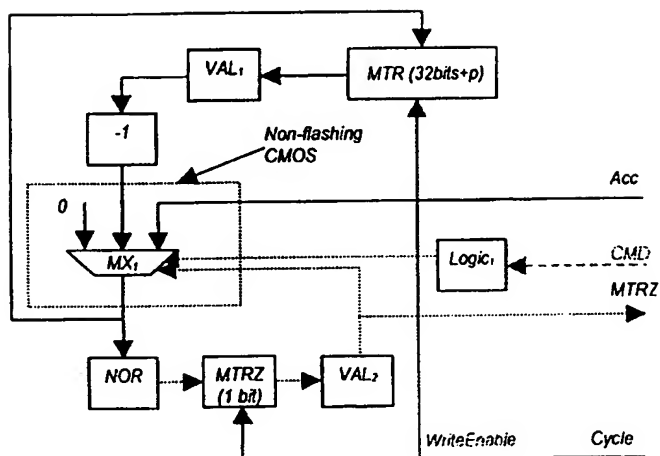 VAL₁
MTR (32bits+p)
-1
Non-flashing
CMOS
Acc
0
MX₁
Logic₁
CMD
MTRZ
NOR
MTRZ
(1 bit)
VAL₂
WriteEnable
Cycle